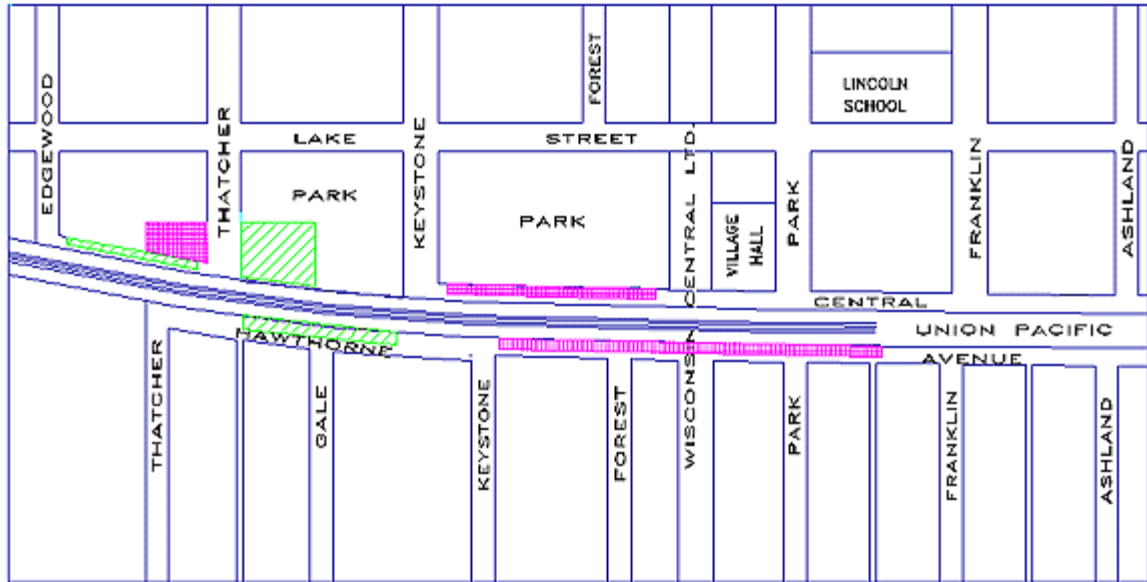 EDGEWOOD
THATCHER
LAKE STREET
KEYSTONE
FOREST
CENTRAL LTD.
LINCOLN
SCHOOL
PARK
PARK
VILLAGE
HALL
PARK
FRANKLIN
ASHLAND
CENTRAL
UNION PACIFIC
HAWTHORNE AVENUE
THATCHER
GALE
KEYSTONE
FOREST
WISCONSIN
PARK
FRANKLIN
ASHLAND